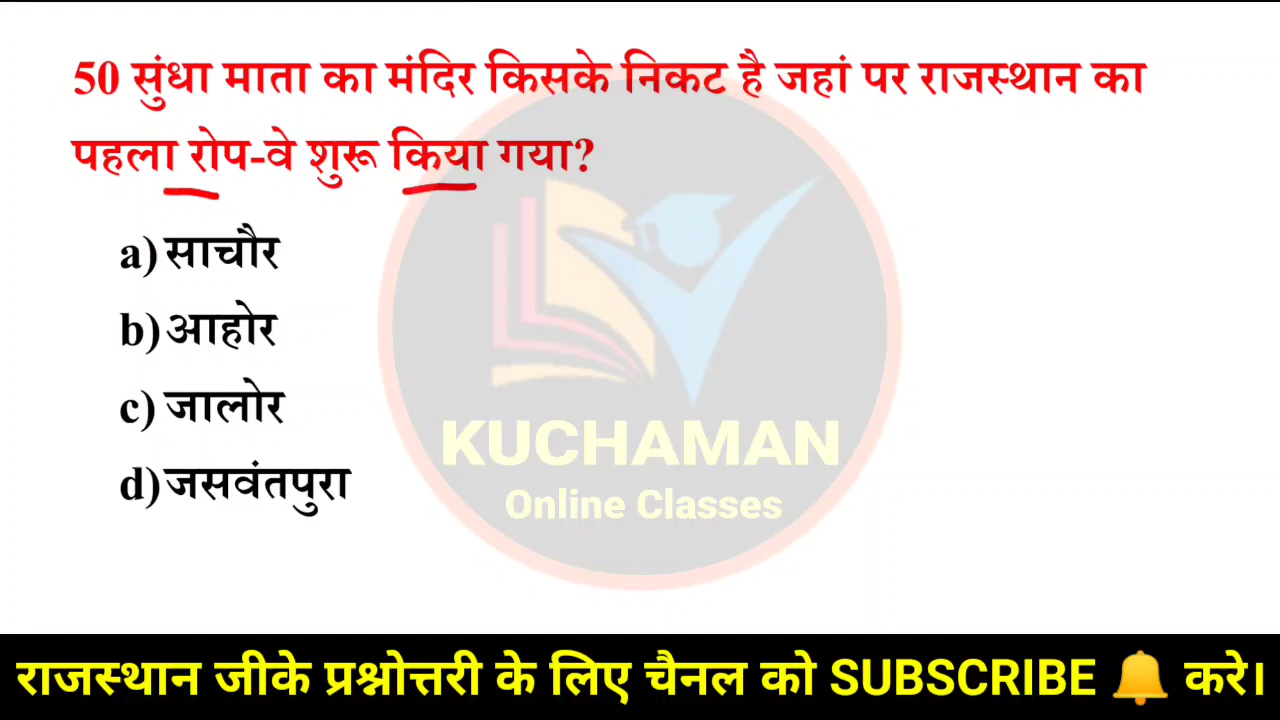 50 सुंधा माता का मंदिर किसके निकट है जहां पर राजस्थान का
पहला रोप-वे शुरू किया गया?
a) साचौर
b) आहोर
c) जालोर
d) जसवंतपुरा
KUCHAMAN
Online Classes
राजस्थान जीके प्रश्नोत्तरी के लिए चैनल को SUBSCRIBE 🔔 करे।